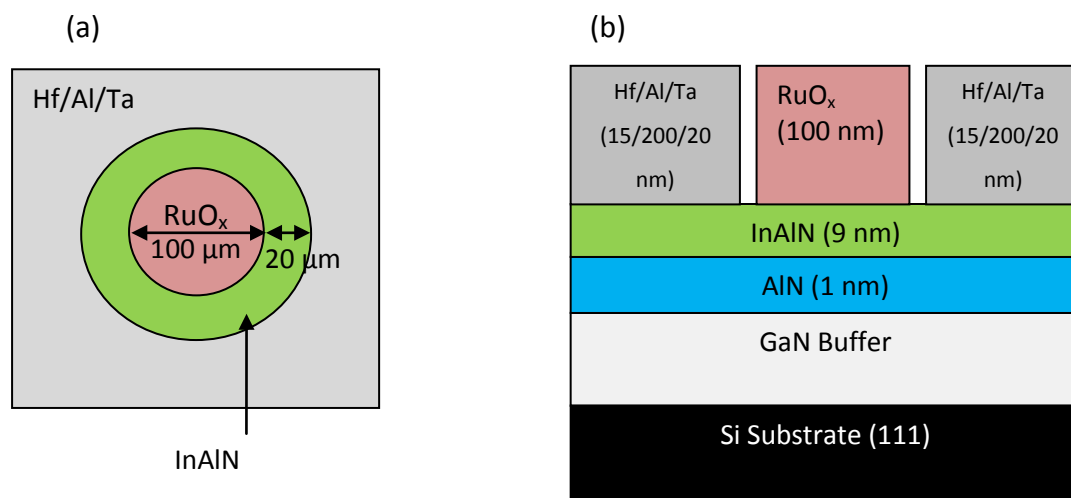 (a)
Hf/Al/Ta
RuOₓ
100 µm
20 µm
InAlN
(b)
Hf/Al/Ta
(15/200/20
nm)
RuOₓ
(100 nm)
Hf/Al/Ta
(15/200/20
nm)
InAlN (9 nm)
AlN (1 nm)
GaN Buffer
Si Substrate (111)